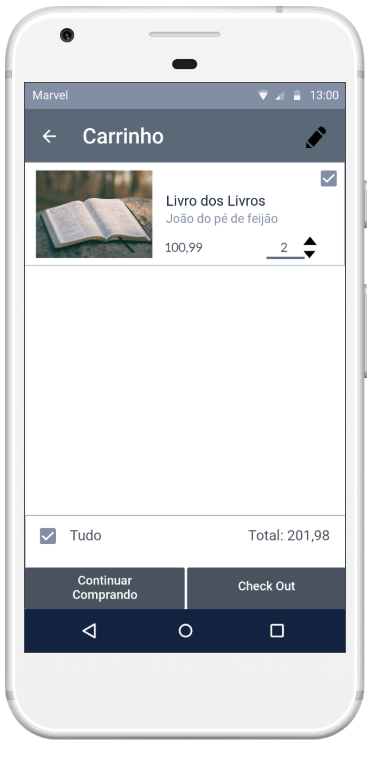 Marvel
13:00
Carrinho
Livro dos Livros
João do pé de feijão
100,99
2
Tudo
Total: 201,98
Continuar
Comprando
Check Out